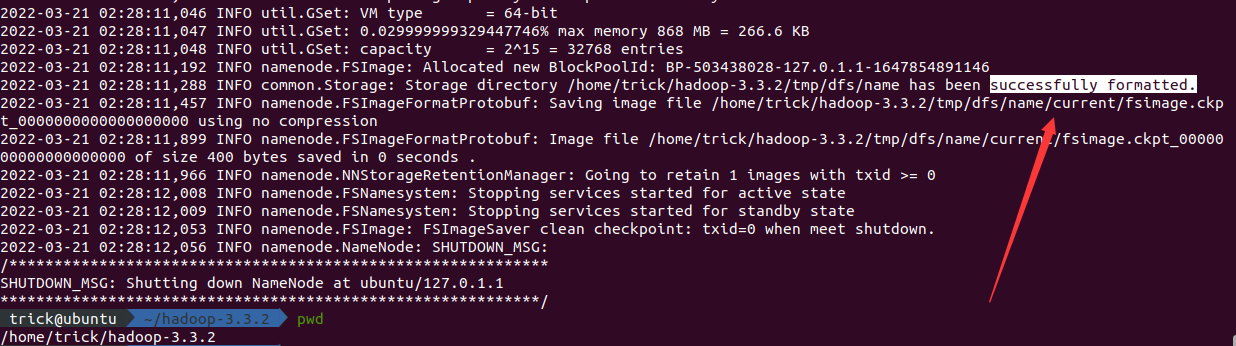 2022-03-21 02:28:11,046 INFO util.GSet: VM type       = 64-bit
2022-03-21 02:28:11,047 INFO util.GSet: 0.029999999329447746% max memory 868 MB = 266.6 KB
2022-03-21 02:28:11,048 INFO util.GSet: capacity      = 2^15 = 32768 entries
2022-03-21 02:28:11,192 INFO namenode.FSImage: Allocated new BlockPoolId: BP-503438028-127.0.1.1-1647854891146
2022-03-21 02:28:11,288 INFO common.Storage: Storage directory /home/trick/hadoop-3.3.2/tmp/dfs/name has been successfully formatted.
2022-03-21 02:28:11,457 INFO namenode.FSImageFormatProtobuf: Saving image file /home/trick/hadoop-3.3.2/tmp/dfs/name/current/fsimage.ckp
t_0000000000000000000 using no compression
2022-03-21 02:28:11,899 INFO namenode.FSImageFormatProtobuf: Image file /home/trick/hadoop-3.3.2/tmp/dfs/name/current/fsimage.ckpt_00000
00000000000000 of size 400 bytes saved in 0 seconds .
2022-03-21 02:28:11,966 INFO namenode.NNStorageRetentionManager: Going to retain 1 images with txid >= 0
2022-03-21 02:28:12,008 INFO namenode.FSNamesystem: Stopping services started for active state
2022-03-21 02:28:12,009 INFO namenode.FSNamesystem: Stopping services started for standby state
2022-03-21 02:28:12,053 INFO namenode.FSImage: FSImageSaver clean checkpoint: txid=0 when meet shutdown.
2022-03-21 02:28:12,056 INFO namenode.NameNode: SHUTDOWN_MSG:
/************************************************************
SHUTDOWN_MSG: Shutting down NameNode at ubuntu/127.0.1.1
************************************************************/
trick@ubuntu ~/hadoop-3.3.2 pwd
/home/trick/hadoop-3.3.2